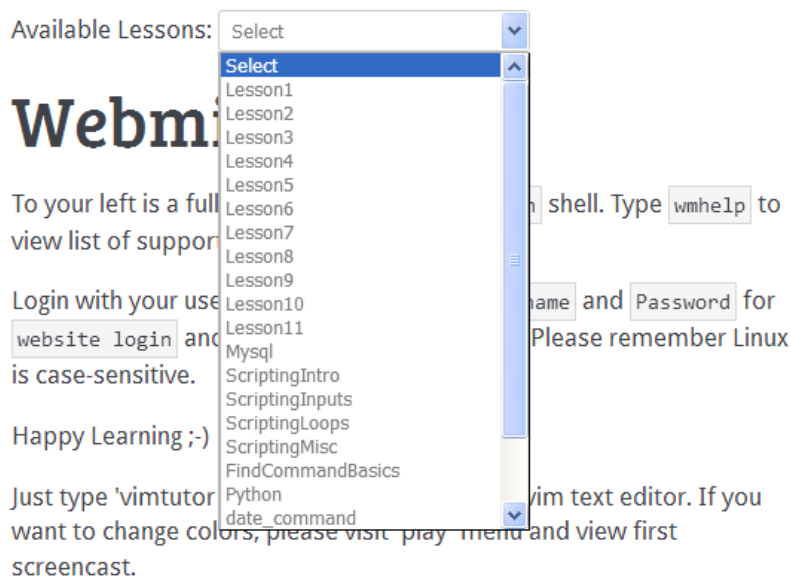 Available Lessons: Select
Select
Lesson1
Lesson2
Lesson3
Lesson4
Lesson5
Lesson6
Lesson7
Lesson8
Lesson9
Lesson10
Lesson11
Mysql
ScriptingIntro
ScriptingInputs
ScriptingLoops
ScriptingMisc
FindCommandBasics
Python
date_command
Webmi
To your left is a full shell. Type wmhelp to
view list of suppor
Login with your use ame and Password for
website login and Please remember Linux
is case-sensitive.
Happy Learning ;-)
Just type 'vimtutor vim text editor. If you
want to change colors, please visit 'play' menu and view first
screencast.